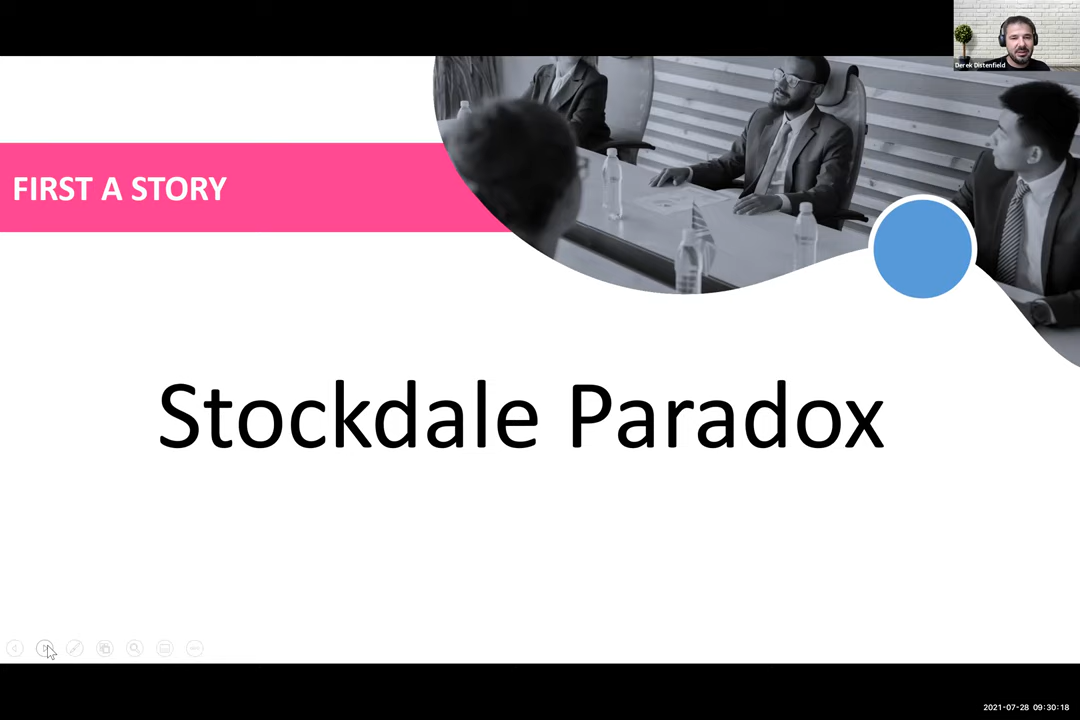 Derek Distenfield
FIRST A STORY
Stockdale Paradox
2021-07-28 09:30:18